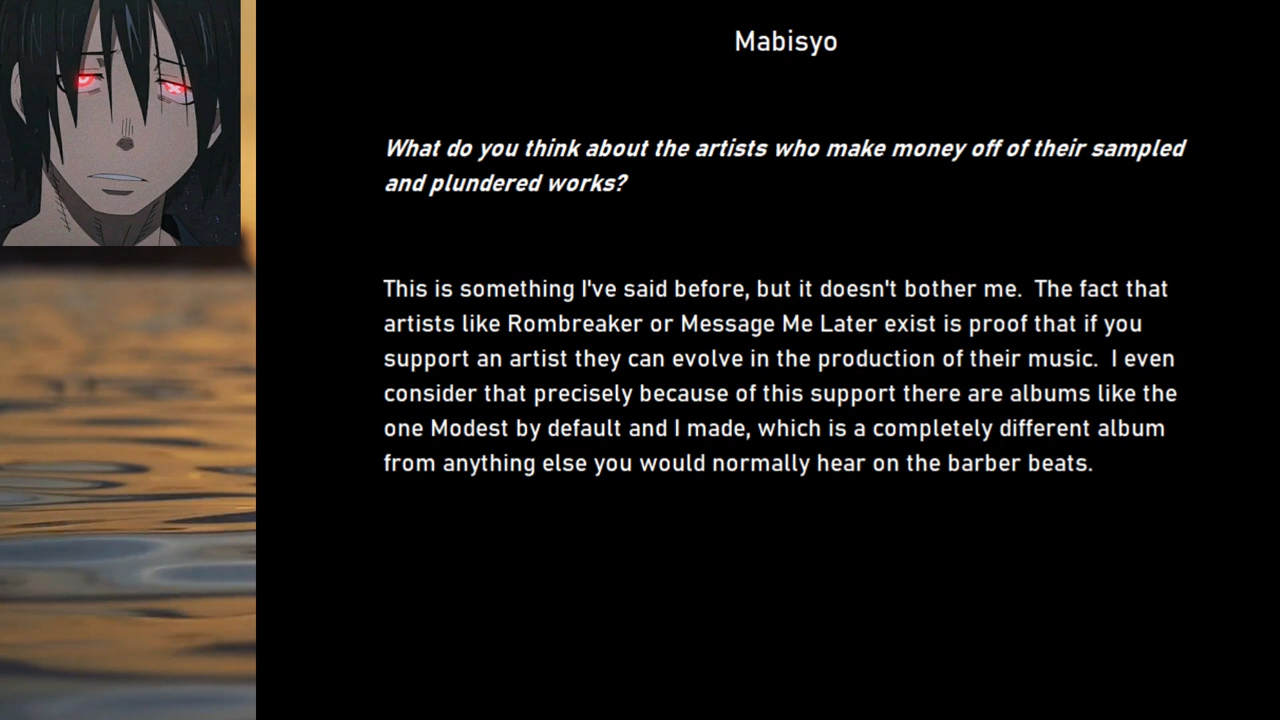 Mabisyo
What do you think about the artists who make money off of their sampled
and plundered works?
This is something I've said before, but it doesn't bother me.  The fact that
artists like Rombreaker or Message Me Later exist is proof that if you
support an artist they can evolve in the production of their music.  I even
consider that precisely because of this support there are albums like the
one Modest by default and I made, which is a completely different album
from anything else you would normally hear on the barber beats.